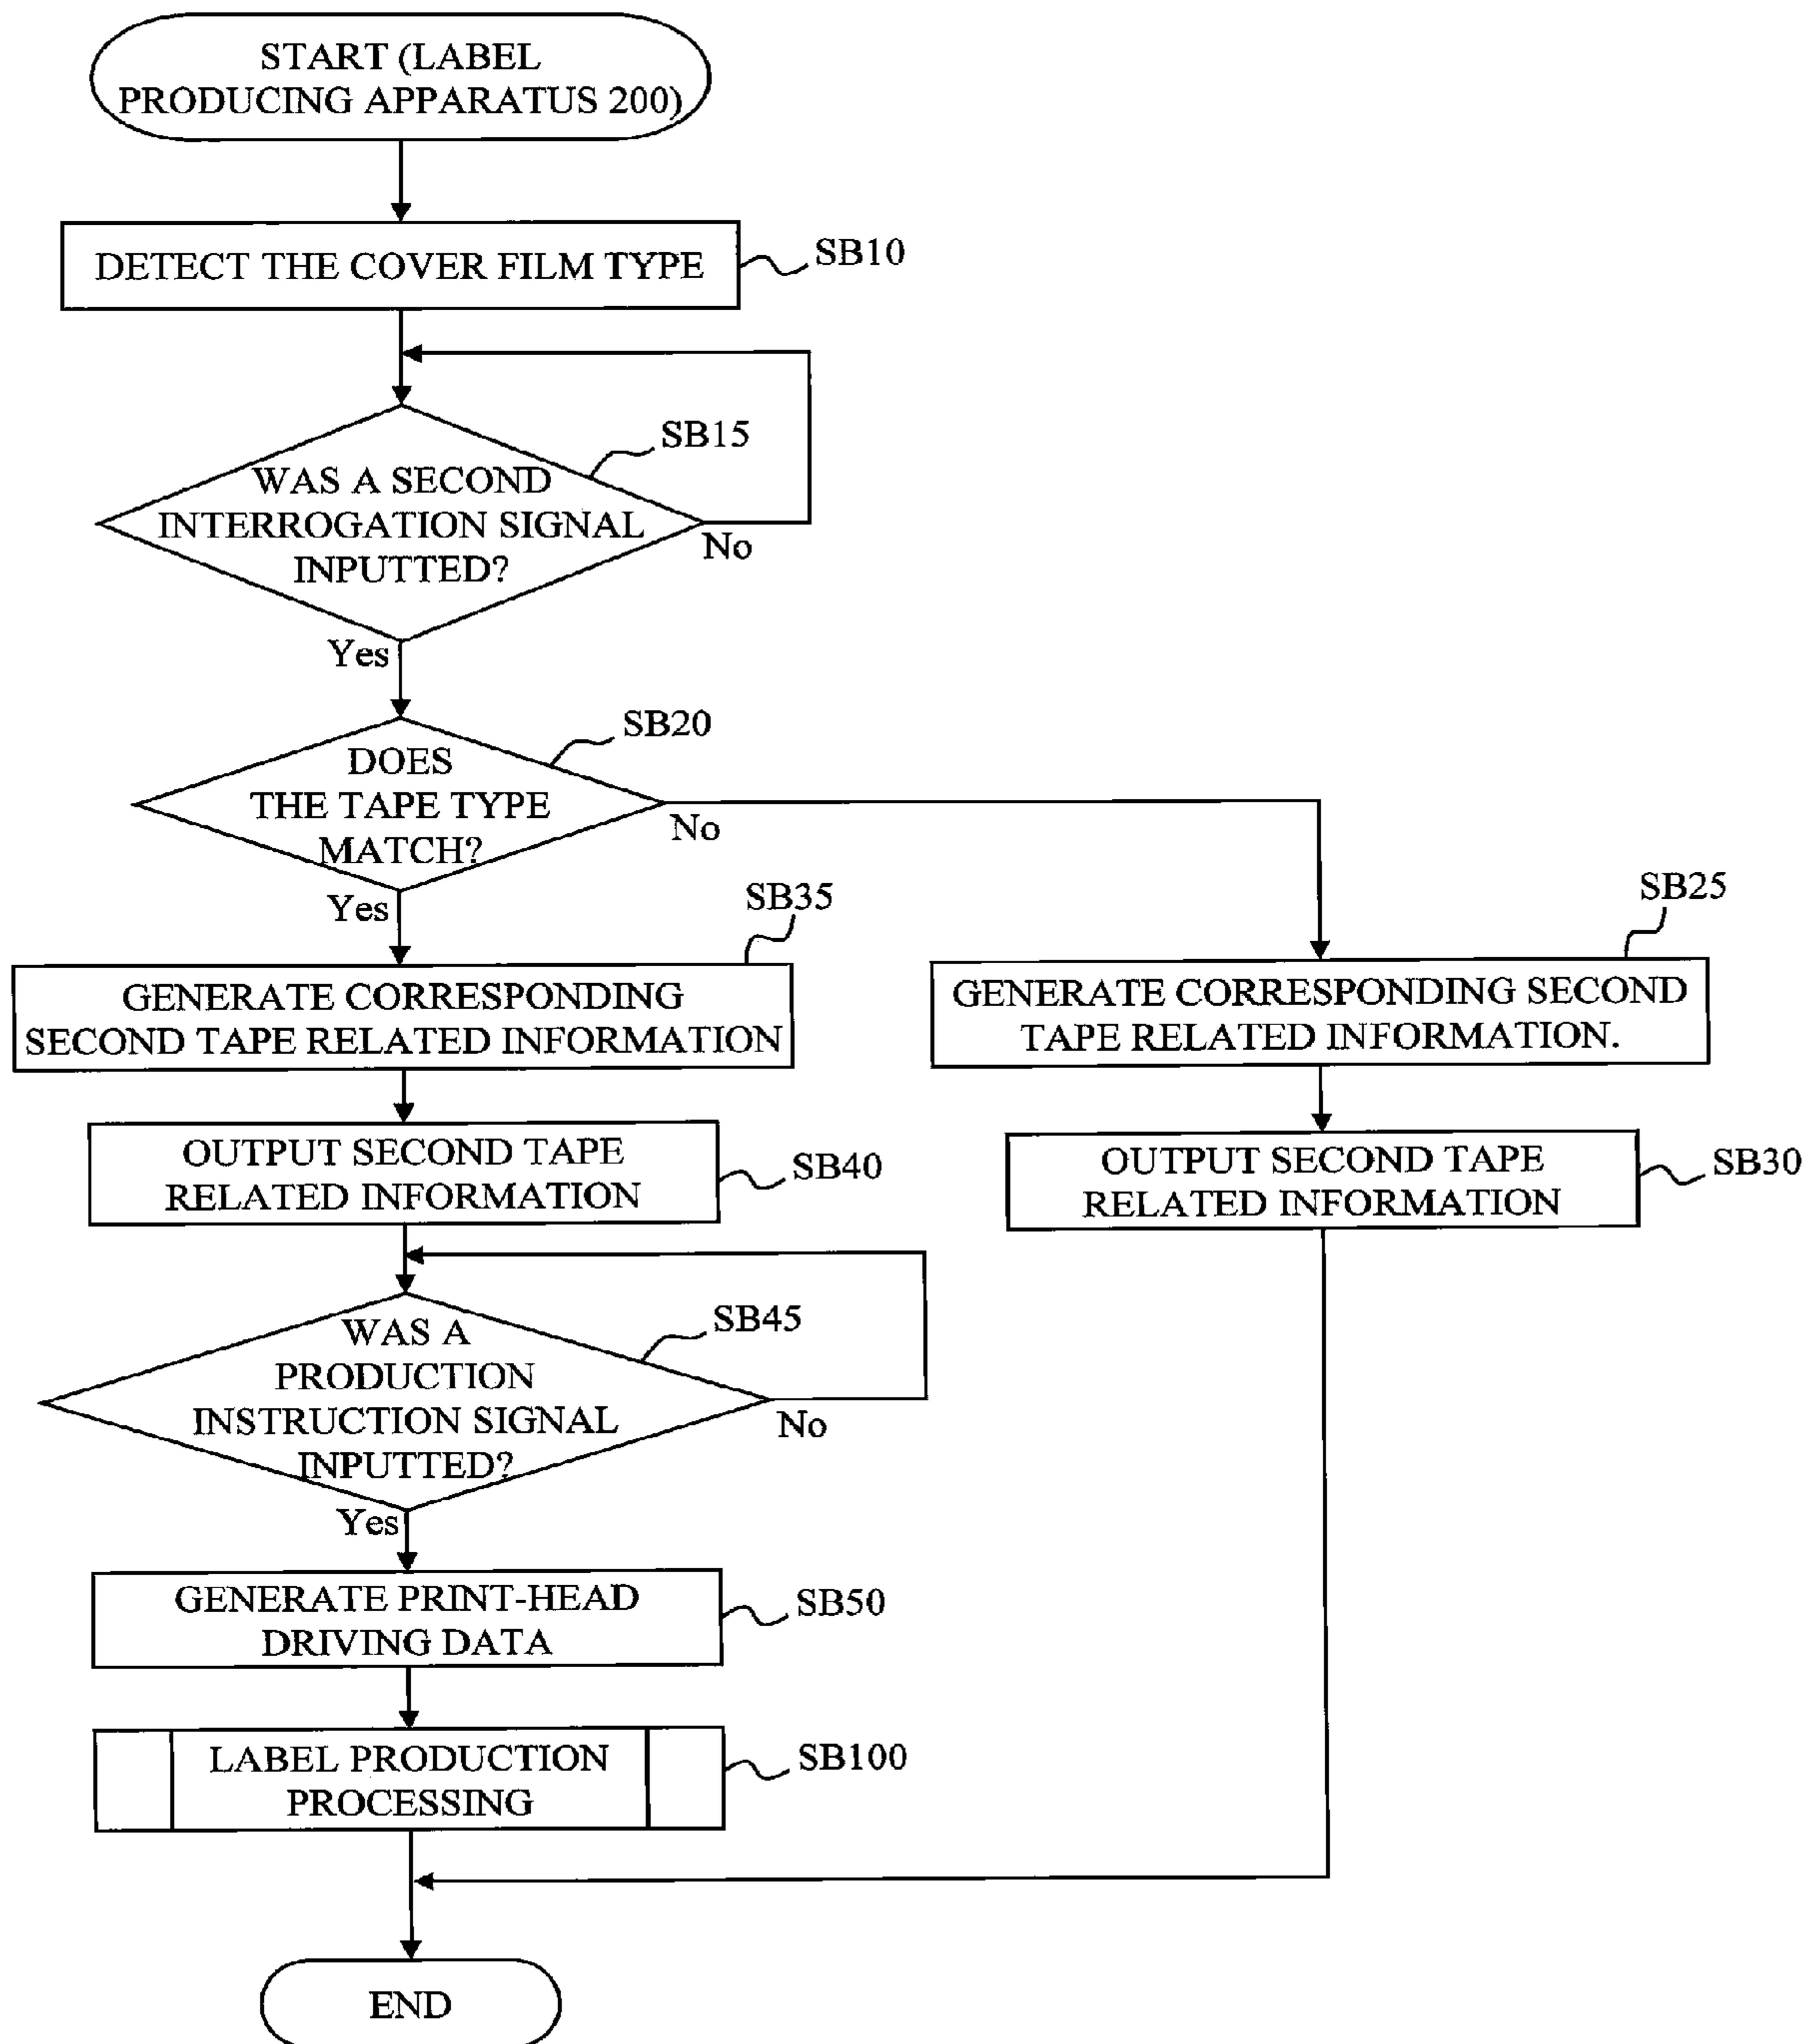 START (LABEL
PRODUCING APPARATUS 200)
DETECT THE COVER FILM TYPE
SB10
SB15
WAS A SECOND
INTERROGATION SIGNAL
INPUTTED?
No
Yes
SB20
DOES
THE TAPE TYPE
MATCH?
No
Yes
SB35
GENERATE CORRESPONDING
SECOND TAPE RELATED INFORMATION
SB25
GENERATE CORRESPONDING SECOND
TAPE RELATED INFORMATION.
OUTPUT SECOND TAPE
RELATED INFORMATION
SB40
OUTPUT SECOND TAPE
RELATED INFORMATION
SB30
SB45
WAS A
PRODUCTION
INSTRUCTION SIGNAL
INPUTTED?
No
Yes
GENERATE PRINT-HEAD
DRIVING DATA
SB50
LABEL PRODUCTION
PROCESSING
SB100
END